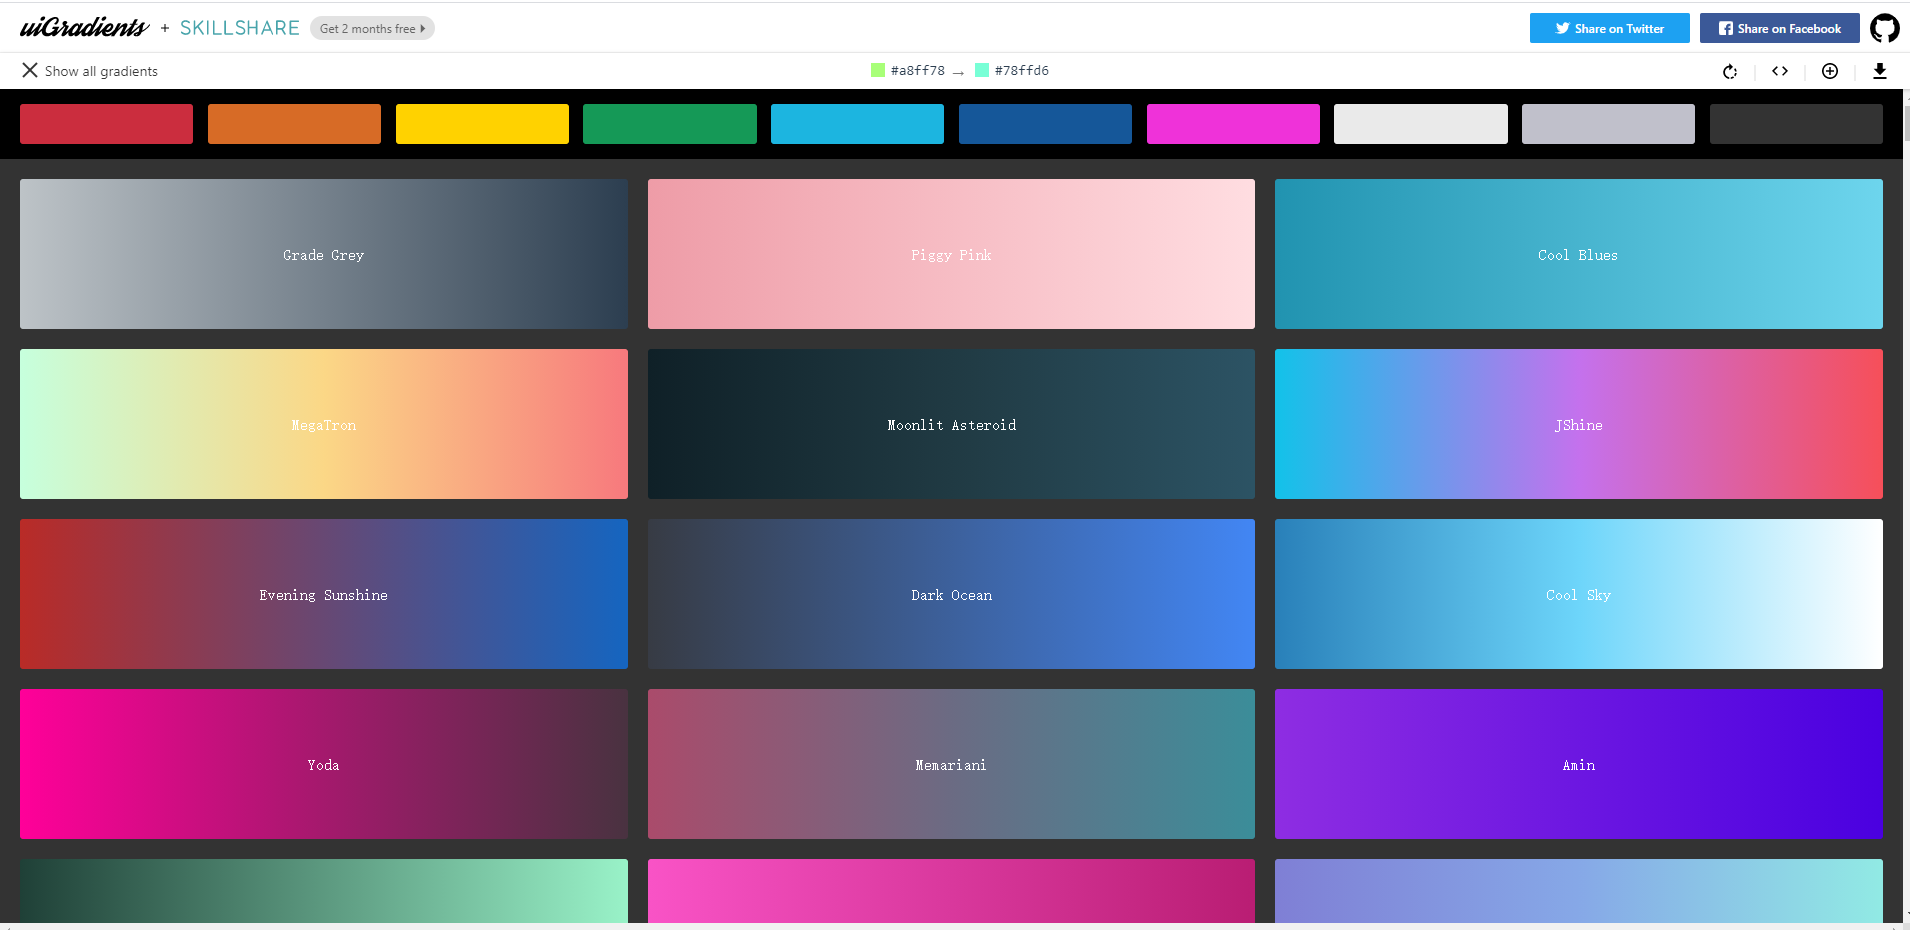 uiGradients + SKILLSHARE Get 2 months free
Share on Twitter Share on Facebook
Show all gradients #a8ff78 → #78ffd6
Grade Grey Piggy Pink Cool Blues
MegaTron Moonlit Asteroid JShine
Evening Sunshine Dark Ocean Cool Sky
Yoda Memariani Amin